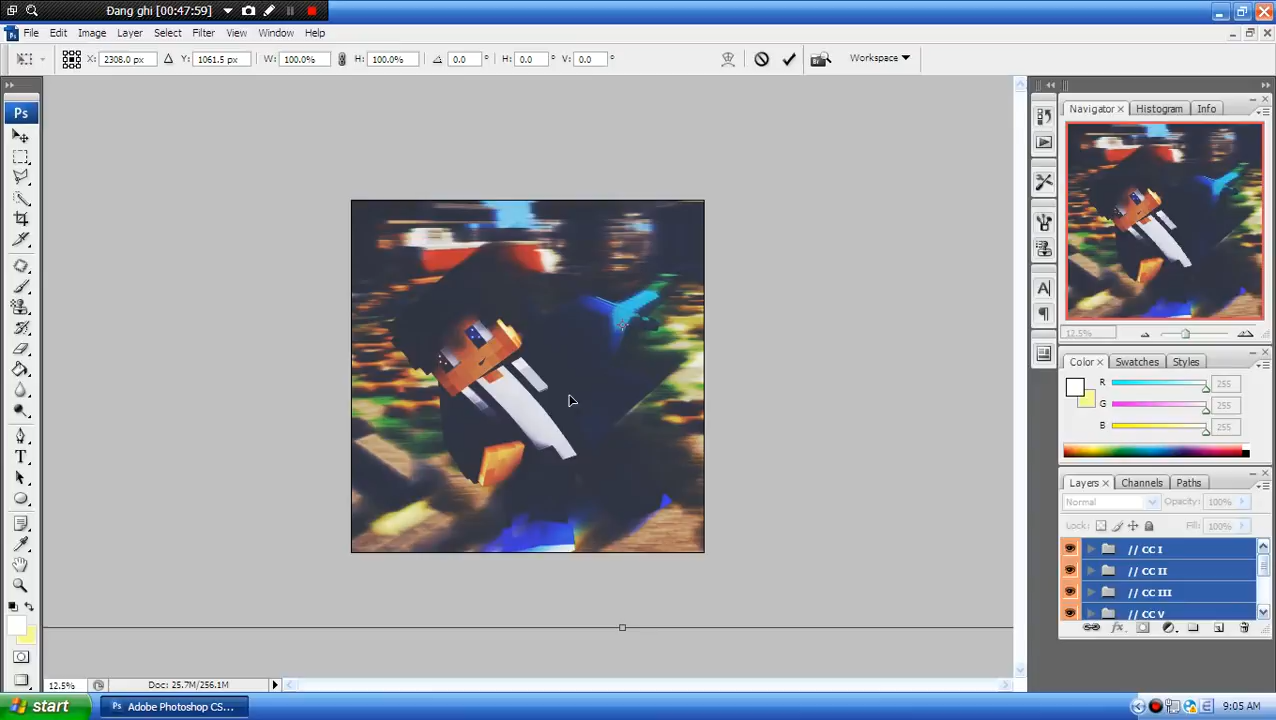 Đang ghi [00:47:59]
File Edit Image Layer Select Filter View Window Help
X: 2308.0 px Y: 1061.5 px W: 100.0% H: 100.0% 0.0 ° H: 0.0 ° V: 0.0 ° Workspace
Ps
Navigator Histogram Info
12.5%
Color Swatches Styles
R 255
G 255
B 255
Layers Channels Paths
Normal Opacity: 100%
Lock: Fill: 100%
// CC I
// CC II
// CC III
// CC V
12.5% Doc: 25.7M/256.1M
start Adobe Photoshop CS... 9:05 AM